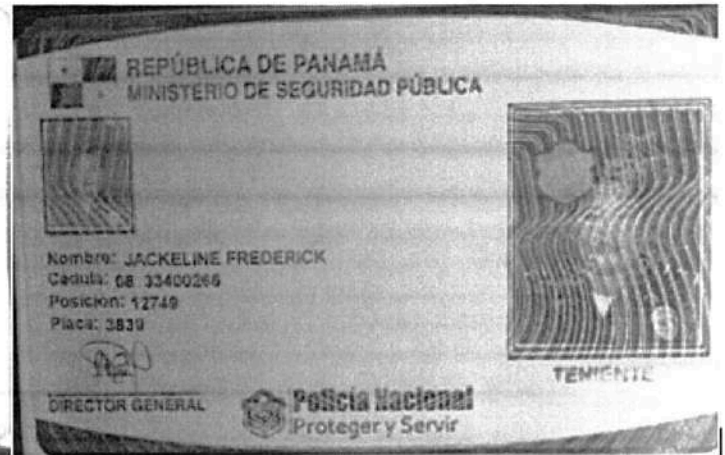 REPÚBLICA DE PANAMÁ
MINISTERIO DE SEGURIDAD PÚBLICA
Nombre: JACKELINE FREDERICK
Cedula: 08 33400266
Posicion: 12749
Placa: 3839
DIRECTOR GENERAL
TENIENTE
Policía Nacional
Proteger y Servir